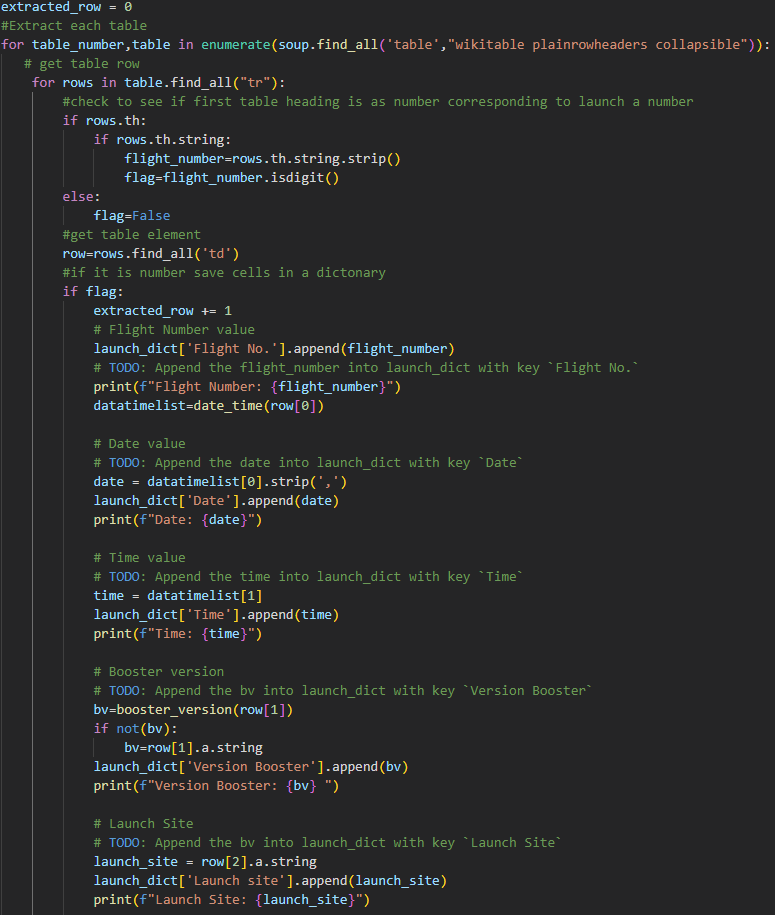 extracted_row = 0
#Extract each table
for table_number,table in enumerate(soup.find_all('table',"wikitable plainrowheaders collapsible")):
   # get table row
    for rows in table.find_all("tr"):
        #check to see if first table heading is as number corresponding to launch a number
        if rows.th:
            if rows.th.string:
                flight_number=rows.th.string.strip()
                flag=flight_number.isdigit()
        else:
            flag=False
        #get table element
        row=rows.find_all('td')
        #if it is number save cells in a dictonary
        if flag:
            extracted_row += 1
            # Flight Number value
            launch_dict['Flight No.'].append(flight_number)
            # TODO: Append the flight_number into launch_dict with key `Flight No.`
            print(f"Flight Number: {flight_number}")
            datatimelist=date_time(row[0])

            # Date value
            # TODO: Append the date into launch_dict with key `Date`
            date = datatimelist[0].strip(',')
            launch_dict['Date'].append(date)
            print(f"Date: {date}")

            # Time value
            # TODO: Append the time into launch_dict with key `Time`
            time = datatimelist[1]
            launch_dict['Time'].append(time)
            print(f"Time: {time}")

            # Booster version
            # TODO: Append the bv into launch_dict with key `Version Booster`
            bv=booster_version(row[1])
            if not(bv):
                bv=row[1].a.string
            launch_dict['Version Booster'].append(bv)
            print(f"Version Booster: {bv} ")

            # Launch Site
            # TODO: Append the bv into launch_dict with key `Launch Site`
            launch_site = row[2].a.string
            launch_dict['Launch site'].append(launch_site)
            print(f"Launch Site: {launch_site}")